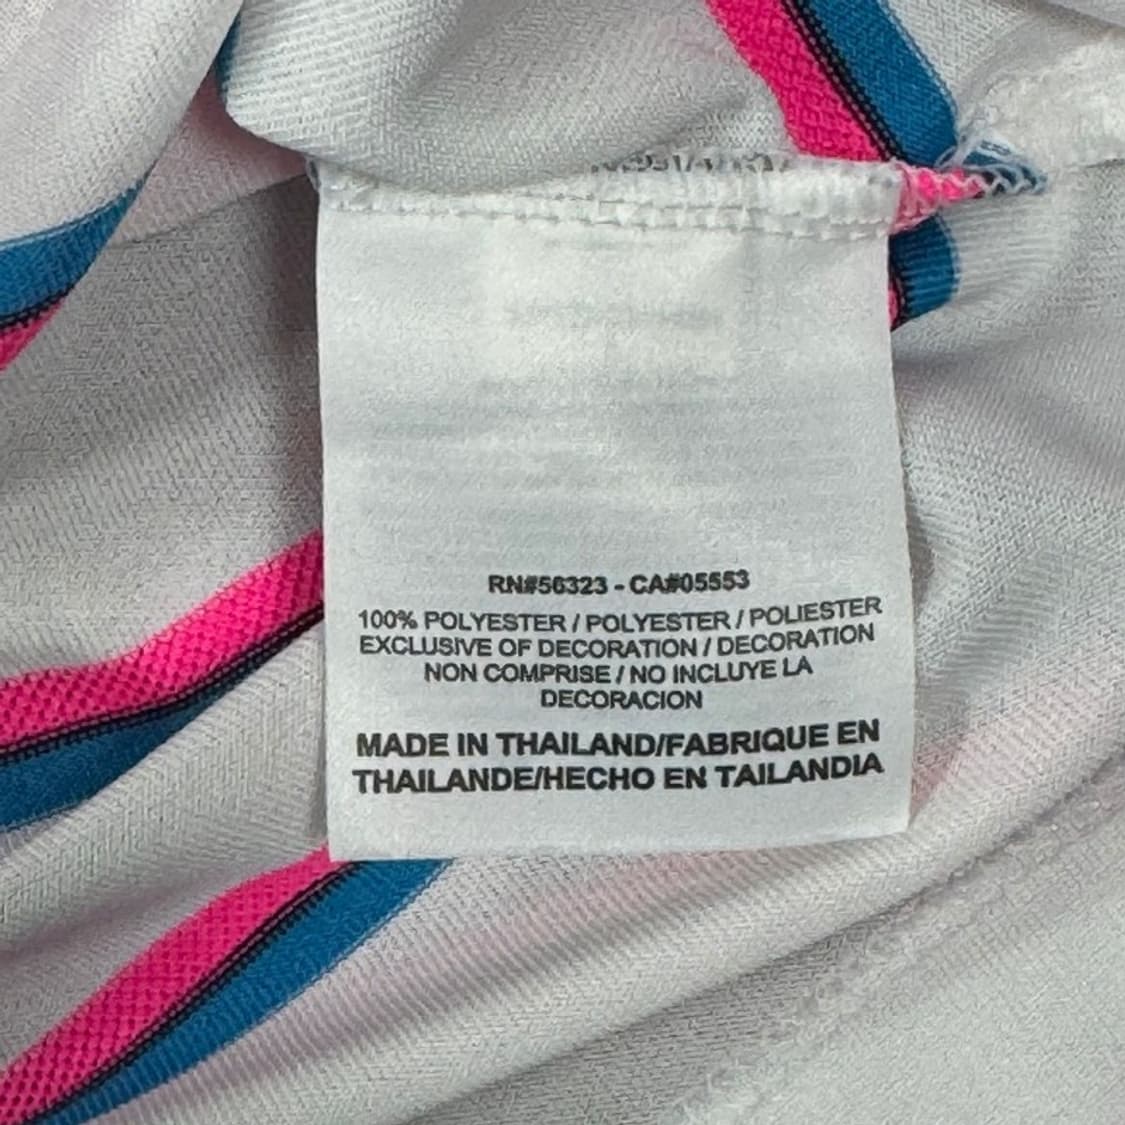 RN#56323 - CA#05553
100% POLYESTER / POLYESTER / POLIESTER
EXCLUSIVE OF DECORATION / DECORATION
NON COMPRISE / NO INCLUYE LA
DECORACION
MADE IN THAILAND/FABRIQUE EN
THAILANDE/HECHO EN TAILANDIA